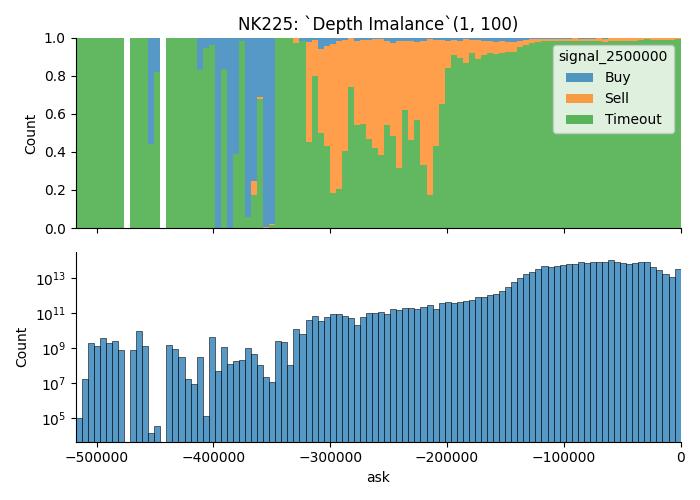 NK225: `Depth Imalance`(1, 100)
1.0
0.8
0.6
0.4
0.2
0.0
Count
signal_2500000
Buy
Sell
Timeout
10^13
10^11
10^9
10^7
10^5
Count
−500000 −400000 −300000 −200000 −100000 0
ask